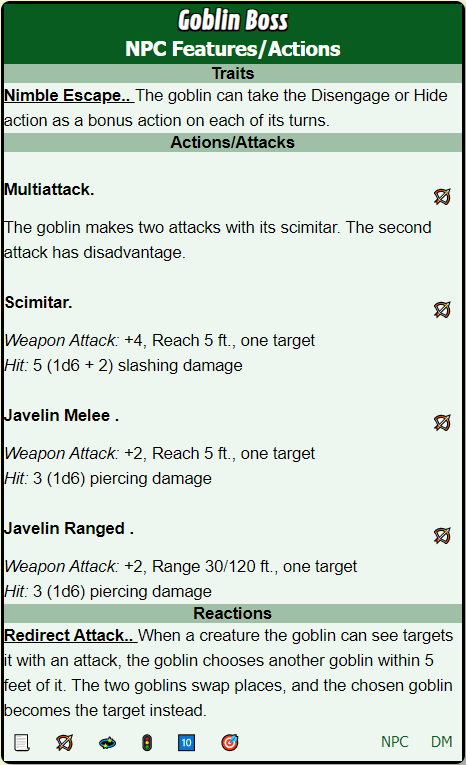 Goblin Boss
NPC Features/Actions
Traits
Nimble Escape.. The goblin can take the Disengage or Hide
action as a bonus action on each of its turns.
Actions/Attacks
Multiattack.
The goblin makes two attacks with its scimitar. The second
attack has disadvantage.
Scimitar.
Weapon Attack: +4, Reach 5 ft., one target
Hit: 5 (1d6 + 2) slashing damage
Javelin Melee .
Weapon Attack: +2, Reach 5 ft., one target
Hit: 3 (1d6) piercing damage
Javelin Ranged .
Weapon Attack: +2, Range 30/120 ft., one target
Hit: 3 (1d6) piercing damage
Reactions
Redirect Attack.. When a creature the goblin can see targets
it with an attack, the goblin chooses another goblin within 5
feet of it. The two goblins swap places, and the chosen goblin
becomes the target instead.
10 NPC DM